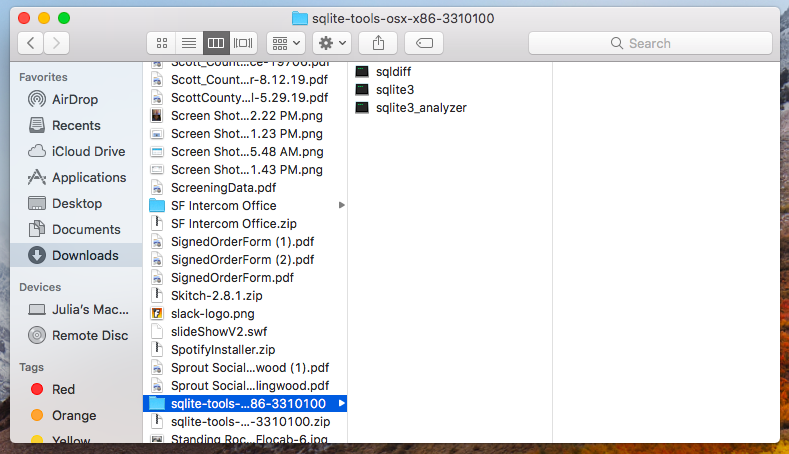 sqlite-tools-osx-x86-3310100
Search
Favorites
AirDrop
Recents
iCloud Drive
Applications
Desktop
Documents
Downloads
Devices
Julia's Mac...
Remote Disc
Tags
Red
Orange
Yellow
Scott_Count...ce-19706.pdf
Scott_Count...r-8.12.19.pdf
ScottCounty...l-5.29.19.pdf
Screen Shot...2.22 PM.png
Screen Shot...1.23 PM.png
Screen Shot...5.48 AM.png
Screen Shot...1.43 PM.png
ScreeningData.pdf
SF Intercom Office
SF Intercom Office.zip
SignedOrderForm (1).pdf
SignedOrderForm (2).pdf
SignedOrderForm.pdf
Skitch-2.8.1.zip
slack-logo.png
slideShowV2.swf
SpotifyInstaller.zip
Sprout Social...wood (1).pdf
Sprout Social...lingwood.pdf
sqlite-tools-...86-3310100
sqlite-tools-...-3310100.zip
Standing Roc...Flocab-6.jpg
sqldiff
sqlite3
sqlite3_analyzer